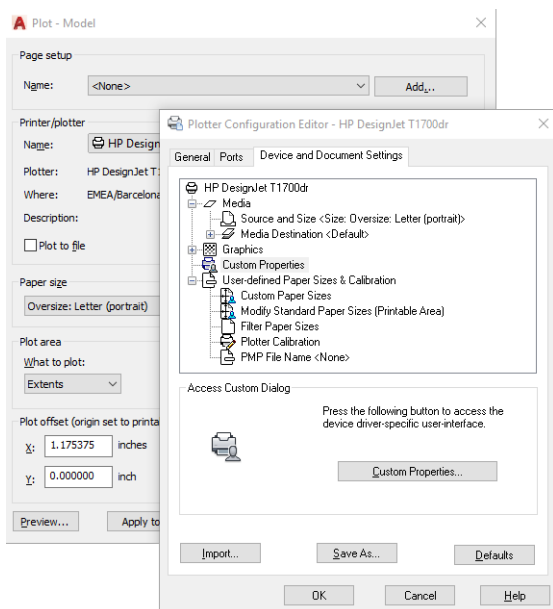 Plot - Model
Page setup
Name: <None> Add...
Printer/plotter
Name: HP Design
Plotter: HP DesignJet T1
Where: EMEA/Barcelona
Description:
Plot to file
Paper size
Oversize: Letter (portrait)
Plot area
What to plot:
Extents
Plot offset (origin set to printa
X: 1.175375 inches
Y: 0.000000 inch
Preview... Apply to
Plotter Configuration Editor - HP DesignJet T1700dr
General Ports Device and Document Settings
HP DesignJet T1700dr
Media
Source and Size <Size: Oversize: Letter (portrait)>
Media Destination <Default>
Graphics
Custom Properties
User-defined Paper Sizes & Calibration
Custom Paper Sizes
Modify Standard Paper Sizes (Printable Area)
Filter Paper Sizes
Plotter Calibration
PMP File Name <None>
Access Custom Dialog
Press the following button to access the
device driver-specific user-interface.
Custom Properties...
Import... Save As... Defaults
OK Cancel Help